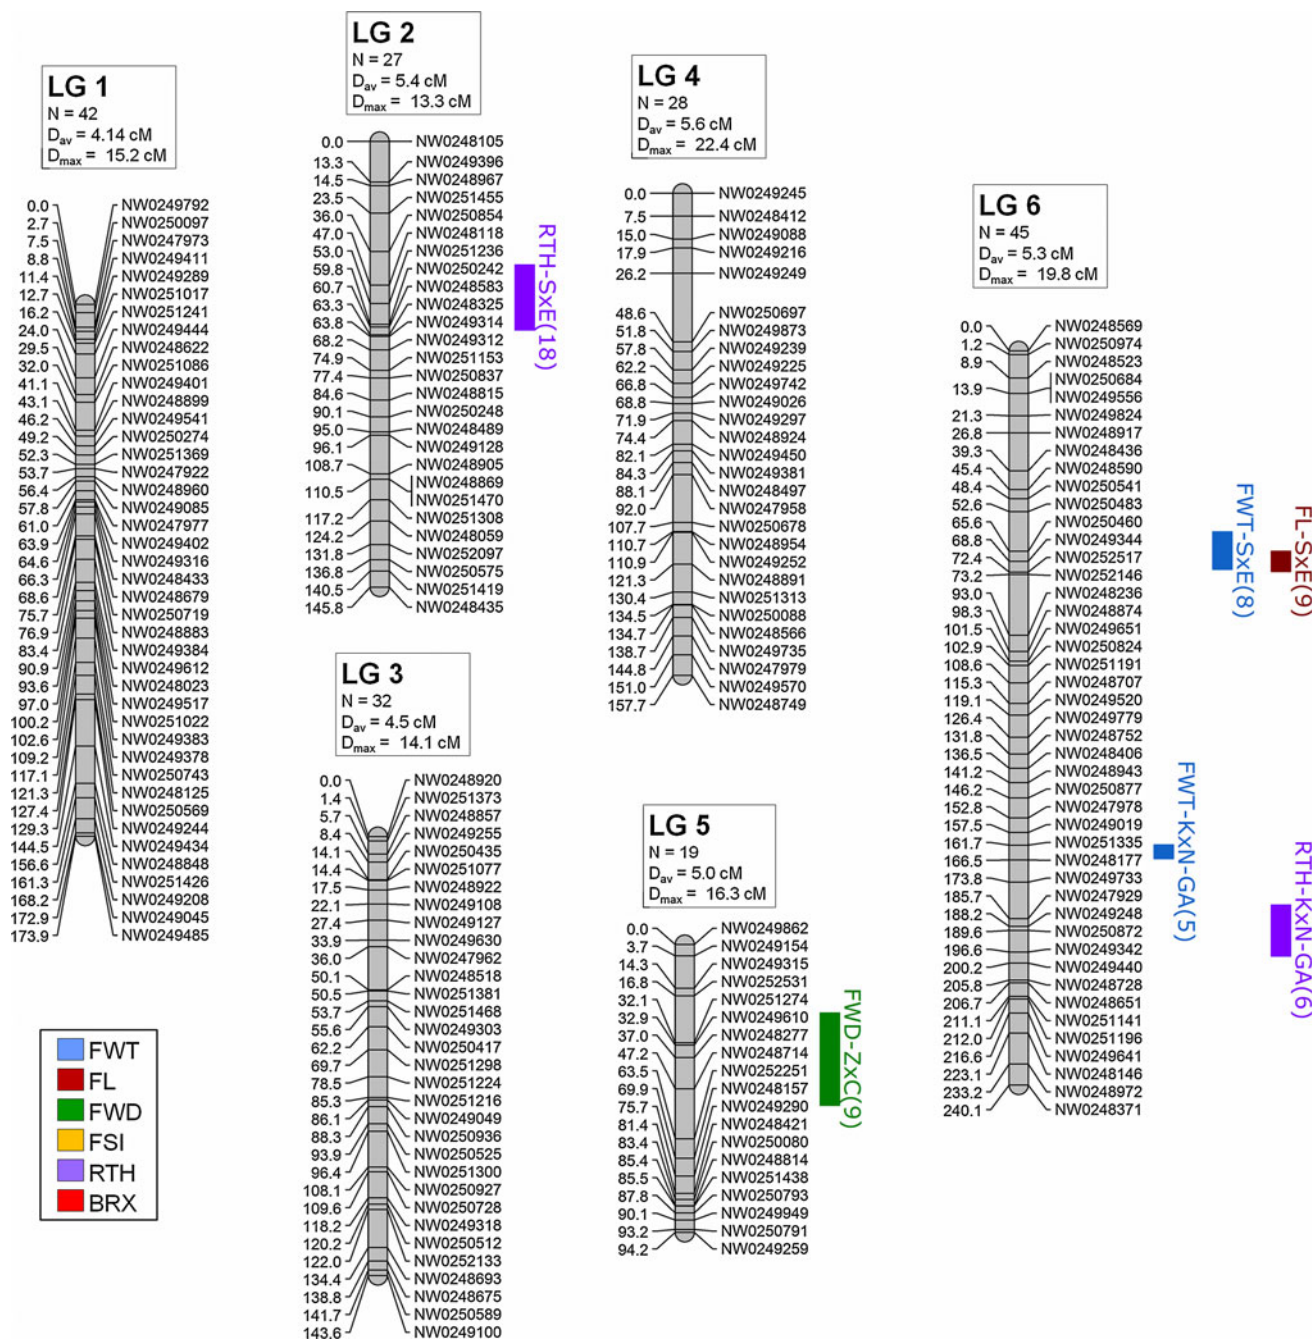 LG 1
N = 42
Dav = 4.14 cM
Dmax = 15.2 cM
0.0 NW0249792
2.7 NW0250097
7.5 NW0247973
8.8 NW0249411
11.4 NW0249289
12.7 NW0251017
16.2 NW0251241
24.0 NW0249444
29.5 NW0248622
32.0 NW0251086
41.1 NW0249401
43.1 NW0248899
46.2 NW0249541
49.2 NW0250274
52.3 NW0251369
53.7 NW0247922
56.4 NW0248960
57.8 NW0249085
61.0 NW0247977
63.9 NW0249402
64.6 NW0249316
66.3 NW0248433
68.6 NW0248679
75.7 NW0250719
76.9 NW0248883
83.4 NW0249384
90.9 NW0249612
93.6 NW0248023
97.0 NW0249517
100.2 NW0251022
102.6 NW0249383
109.2 NW0249378
117.1 NW0250743
121.3 NW0248125
127.4 NW0250569
129.3 NW0249244
144.5 NW0249434
156.6 NW0248848
161.3 NW0251426
168.2 NW0249208
172.9 NW0249045
173.9 NW0249485
LG 2
N = 27
Dav = 5.4 cM
Dmax = 13.3 cM
0.0 NW0248105
13.3 NW0249396
14.5 NW0248967
23.5 NW0251455
36.0 NW0250854
47.0 NW0248118
53.0 NW0251236
59.8 NW0250242
60.7 NW0248583
63.3 NW0248325
63.8 NW0249314
68.2 NW0249312
74.9 NW0251153
77.4 NW0250837
84.6 NW0248815
90.1 NW0250248
95.0 NW0248489
96.1 NW0249128
108.7 NW0248905
110.5 NW0248869
NW0251470
117.2 NW0251308
124.2 NW0248059
131.8 NW0252097
136.8 NW0250575
140.5 NW0251419
145.8 NW0248435
RTH-SxE(18)
LG 3
N = 32
Dav = 4.5 cM
Dmax = 14.1 cM
0.0 NW0248920
1.4 NW0251373
5.7 NW0248857
8.4 NW0249255
14.1 NW0250435
14.4 NW0251077
17.5 NW0248922
22.1 NW0249108
27.4 NW0249127
33.9 NW0249630
36.0 NW0247962
50.1 NW0248518
50.5 NW0251381
53.7 NW0251468
55.6 NW0249303
62.2 NW0250417
69.7 NW0251298
78.5 NW0251224
85.3 NW0251216
86.1 NW0249049
88.3 NW0250936
93.9 NW0250525
96.4 NW0251300
108.1 NW0250927
109.6 NW0250728
118.2 NW0249318
120.2 NW0250512
122.0 NW0252133
134.4 NW0248693
138.8 NW0248675
141.7 NW0250589
143.6 NW0249100
LG 4
N = 28
Dav = 5.6 cM
Dmax = 22.4 cM
0.0 NW0249245
7.5 NW0248412
15.0 NW0249088
17.9 NW0249216
26.2 NW0249249
48.6 NW0250697
51.8 NW0249873
57.8 NW0249239
62.2 NW0249225
66.8 NW0249742
68.8 NW0249026
71.9 NW0249297
74.4 NW0248924
82.1 NW0249450
84.3 NW0249381
88.1 NW0248497
92.0 NW0247958
107.7 NW0250678
110.7 NW0248954
110.9 NW0249252
121.3 NW0248891
130.4 NW0251313
134.5 NW0250088
134.7 NW0248566
138.7 NW0249735
144.8 NW0247979
151.0 NW0249570
157.7 NW0248749
LG 5
N = 19
Dav = 5.0 cM
Dmax = 16.3 cM
0.0 NW0249862
3.7 NW0249154
14.3 NW0249315
16.8 NW0252531
32.1 NW0251274
32.9 NW0249610
37.0 NW0248277
47.2 NW0248714
63.5 NW0252251
69.9 NW0248157
75.7 NW0249290
81.4 NW0248421
83.4 NW0250080
85.4 NW0248814
85.5 NW0251438
87.8 NW0250793
90.1 NW0249949
93.2 NW0250791
94.2 NW0249259
FWD-ZxC(9)
LG 6
N = 45
Dav = 5.3 cM
Dmax = 19.8 cM
0.0 NW0248569
1.2 NW0250974
8.9 NW0248523
13.9 NW0250684
NW0249556
21.3 NW0249824
26.8 NW0248917
39.3 NW0248436
45.4 NW0248590
48.4 NW0250541
52.6 NW0250483
65.6 NW0250460
68.8 NW0249344
72.4 NW0252517
73.2 NW0252146
93.0 NW0248236
98.3 NW0248874
101.5 NW0249651
102.9 NW0250824
108.6 NW0251191
115.3 NW0248707
119.1 NW0249520
126.4 NW0249779
131.8 NW0248752
136.5 NW0248406
141.2 NW0248943
146.2 NW0250877
152.8 NW0247978
157.5 NW0249019
161.7 NW0251335
166.5 NW0248177
173.8 NW0249733
185.7 NW0247929
188.2 NW0249248
189.6 NW0250872
196.6 NW0249342
200.2 NW0249440
205.8 NW0248728
206.7 NW0248651
211.1 NW0251141
212.0 NW0251196
216.6 NW0249641
223.1 NW0248146
233.2 NW0248972
240.1 NW0248371
FWT-SxE(8)
FL-SxE(9)
FWT-KxN-GA(5)
RTH-KxN-GA(6)
FWT
FL
FWD
FSI
RTH
BRX